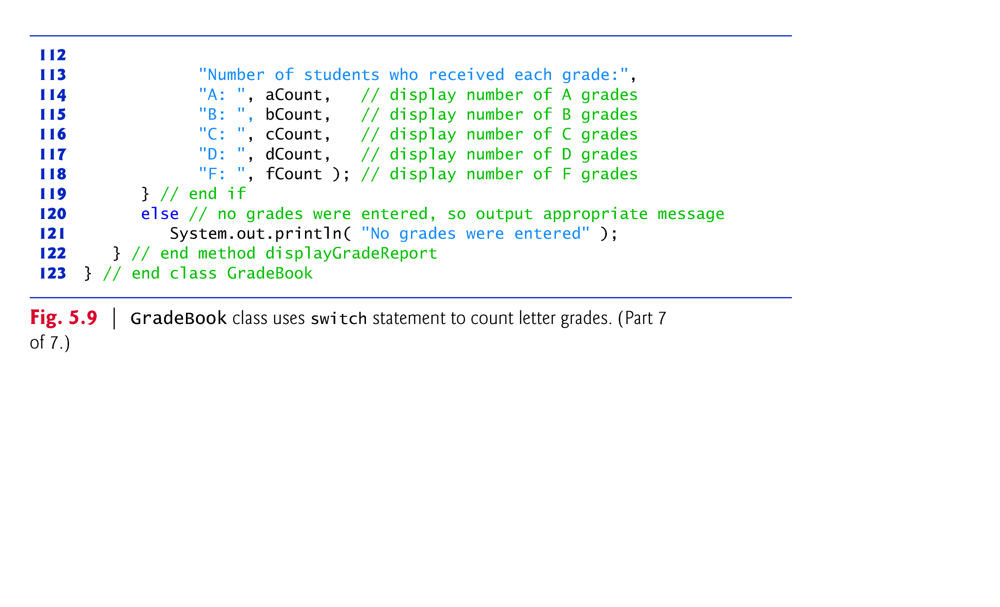 112
113 "Number of students who received each grade:",
114 "A: ", aCount, // display number of A grades
115 "B: ", bCount, // display number of B grades
116 "C: ", cCount, // display number of C grades
117 "D: ", dCount, // display number of D grades
118 "F: ", fCount ); // display number of F grades
119 } // end if
120 else // no grades were entered, so output appropriate message
121 System.out.println( "No grades were entered" );
122 } // end method displayGradeReport
123 } // end class GradeBook
Fig. 5.9 | GradeBook class uses switch statement to count letter grades. (Part 7
of 7.)